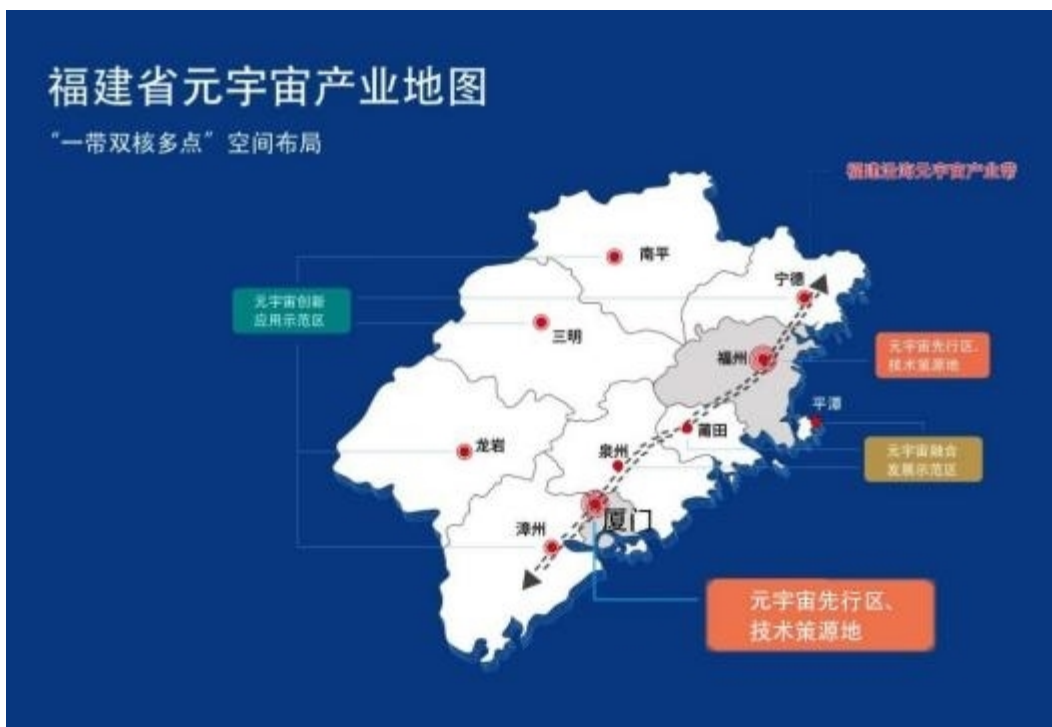 福建省元宇宙产业地图
“一带双核多点”空间布局
福建沿海元宇宙产业带
南平
宁德
元宇宙创新
应用示范区
三明
福州
元宇宙先行区、
技术策源地
平潭
莆田
龙岩
泉州
元宇宙融合
发展示范区
厦门
漳州
元宇宙先行区、
技术策源地